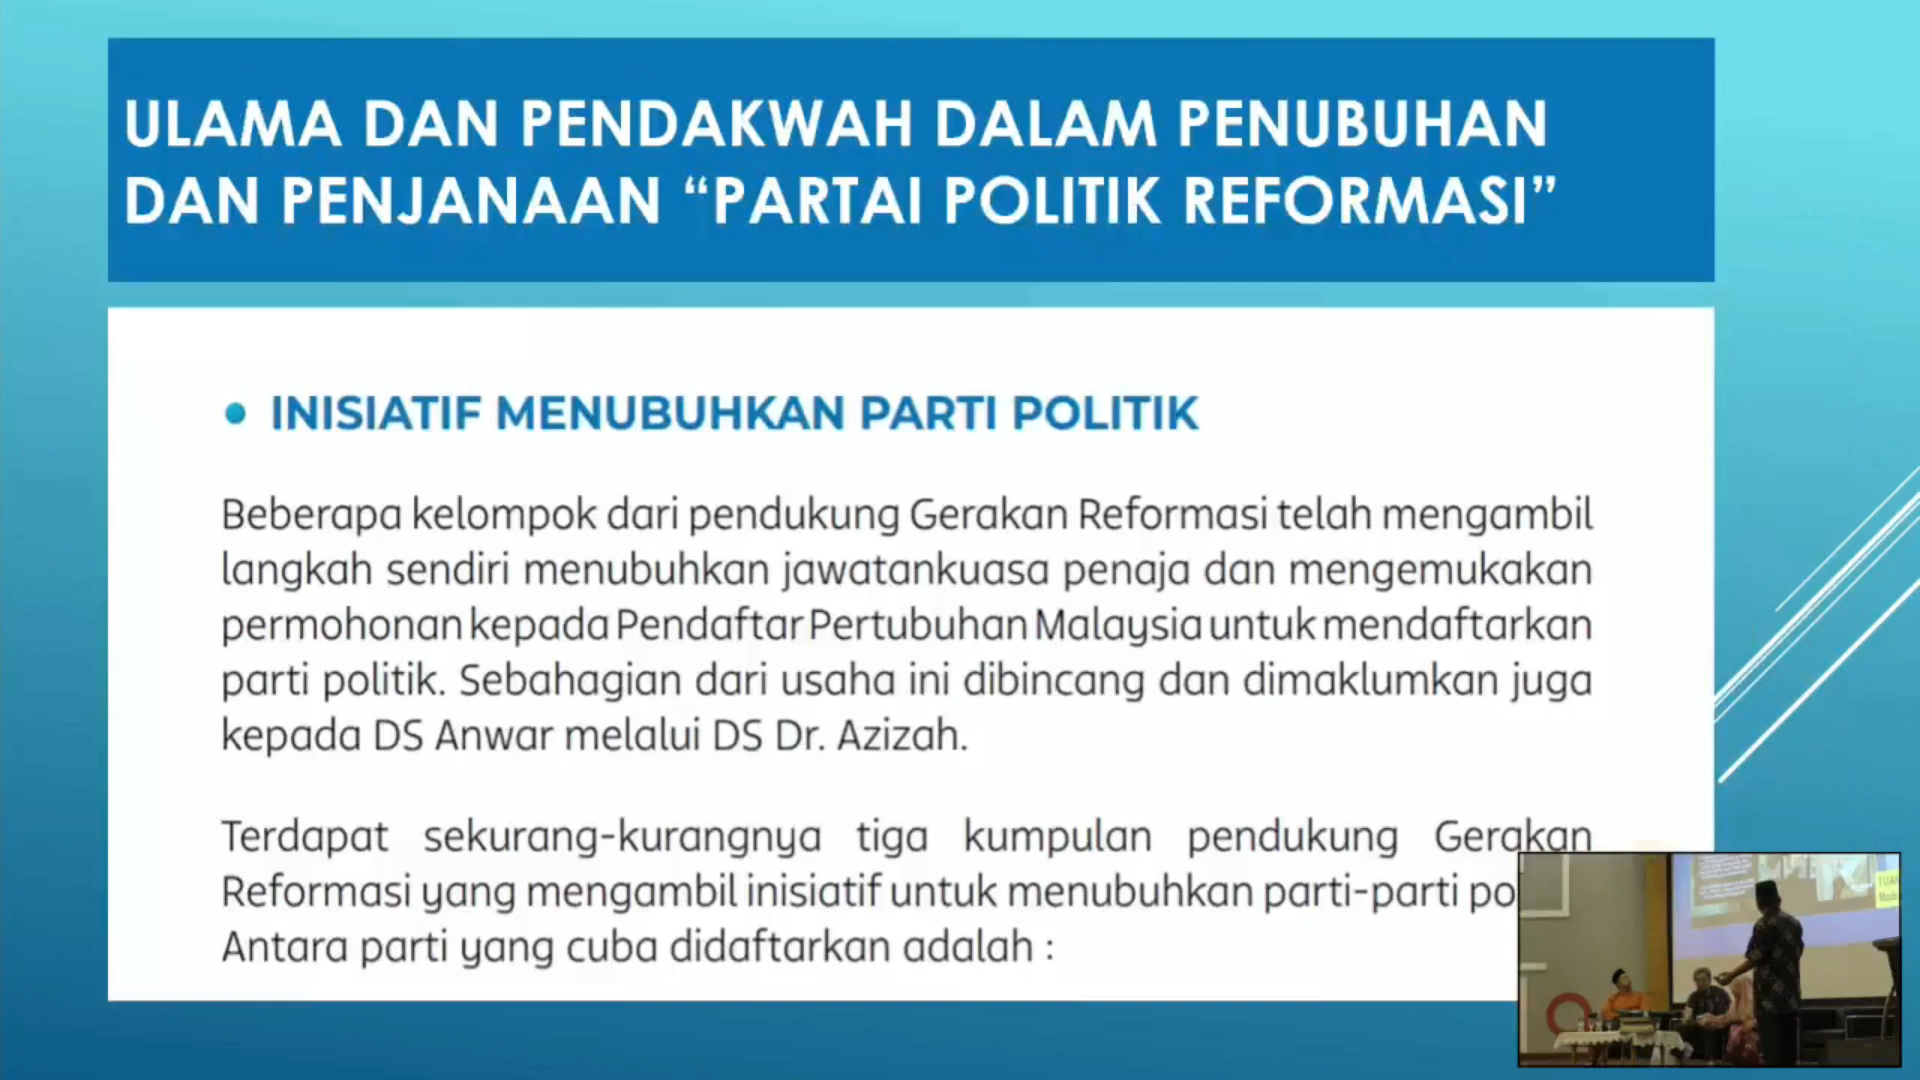 ULAMA DAN PENDAKWAH DALAM PENUBUHAN
DAN PENJANAAN “PARTAI POLITIK REFORMASI”
• INISIATIF MENUBUHKAN PARTI POLITIK
Beberapa kelompok dari pendukung Gerakan Reformasi telah mengambil
langkah sendiri menubuhkan jawatankuasa penaja dan mengemukakan
permohonan kepada Pendaftar Pertubuhan Malaysia untuk mendaftarkan
parti politik. Sebahagian dari usaha ini dibincang dan dimaklumkan juga
kepada DS Anwar melalui DS Dr. Azizah.
Terdapat sekurang-kurangnya tiga kumpulan pendukung Gerakan
Reformasi yang mengambil inisiatif untuk menubuhkan parti-parti po
Antara parti yang cuba didaftarkan adalah :